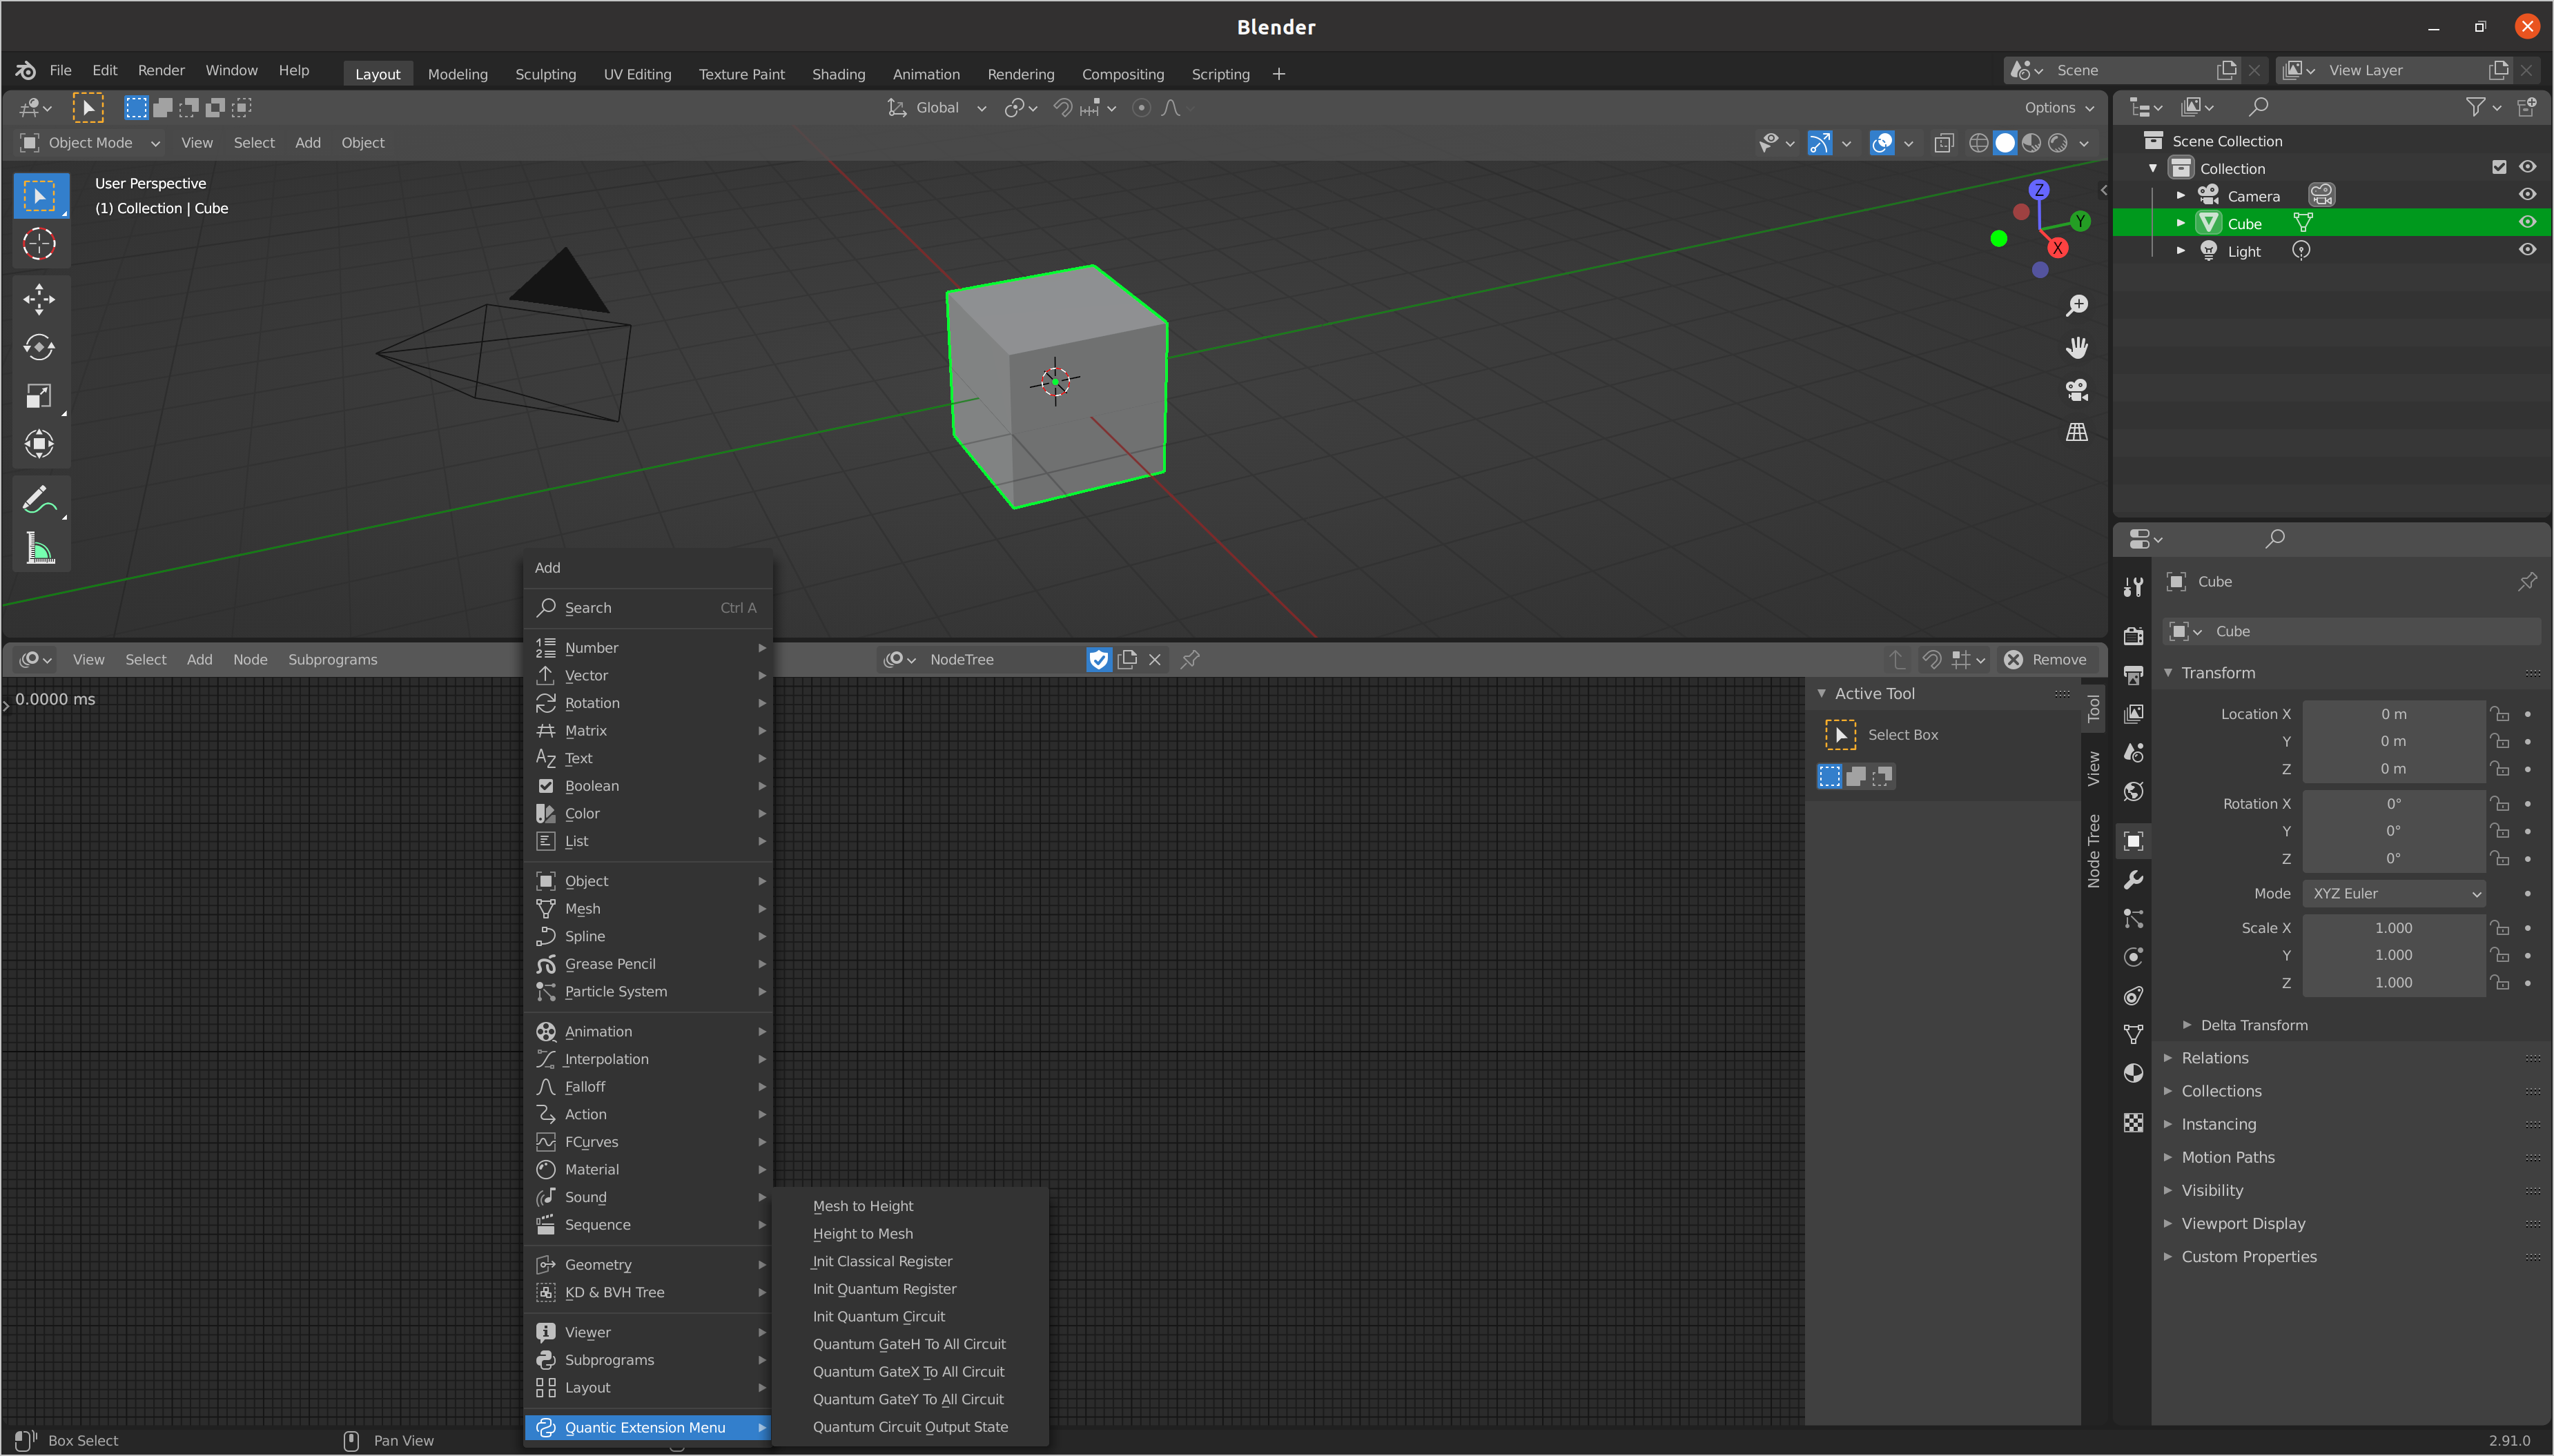 Blender
File Edit Render Window Help Layout Modeling Sculpting UV Editing Texture Paint Shading Animation Rendering Compositing Scripting + Scene View Layer
Global Options
Object Mode View Select Add Object
User Perspective
(1) Collection | Cube
Z
Y
X
Scene Collection
Collection
Camera
Cube
Light
Add
Search Ctrl A
Number
Vector
Rotation
Matrix
Text
Boolean
Color
List
Object
Mesh
Spline
Grease Pencil
Particle System
Animation
Interpolation
Falloff
Action
FCurves
Material
Sound
Sequence
Geometry
KD & BVH Tree
Viewer
Subprograms
Layout
Quantic Extension Menu
Mesh to Height
Height to Mesh
Init Classical Register
Init Quantum Register
Init Quantum Circuit
Quantum GateH To All Circuit
Quantum GateX To All Circuit
Quantum GateY To All Circuit
Quantum Circuit Output State
View Select Add Node Subprograms NodeTree Remove
0.0000 ms
Active Tool
Select Box
Tool
View
Node Tree
Cube
Cube
Transform
Location X 0 m
Y 0 m
Z 0 m
Rotation X 0°
Y 0°
Z 0°
Mode XYZ Euler
Scale X 1.000
Y 1.000
Z 1.000
Delta Transform
Relations
Collections
Instancing
Motion Paths
Visibility
Viewport Display
Custom Properties
Box Select Pan View 2.91.0